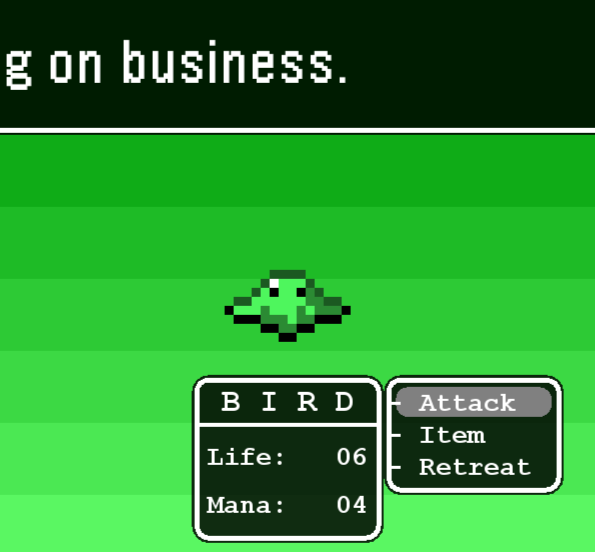 g on business.
B I R D
Life: 06
Mana: 04
Attack
Item
Retreat